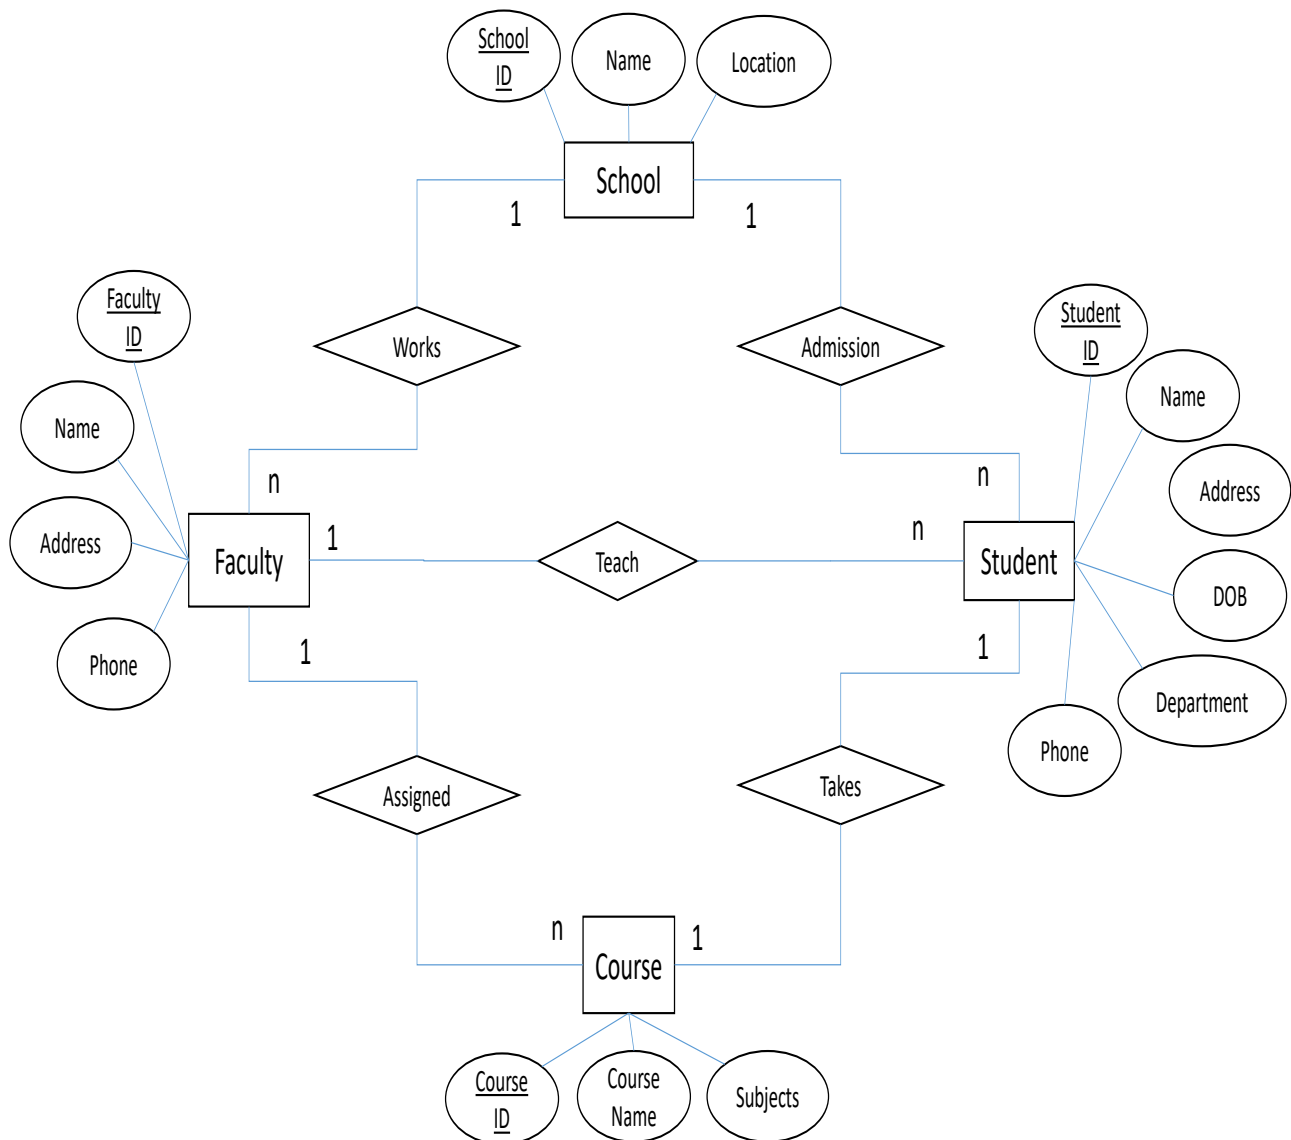 School
ID
Name
Location
School
1
1
Faculty
ID
Student
ID
Works
Admission
Name
Name
n
n
Address
Address
Faculty
1
Teach
n
Student
DOB
Phone
1
1
Department
Phone
Assigned
Takes
n
1
Course
Course
ID
Course
Name
Subjects